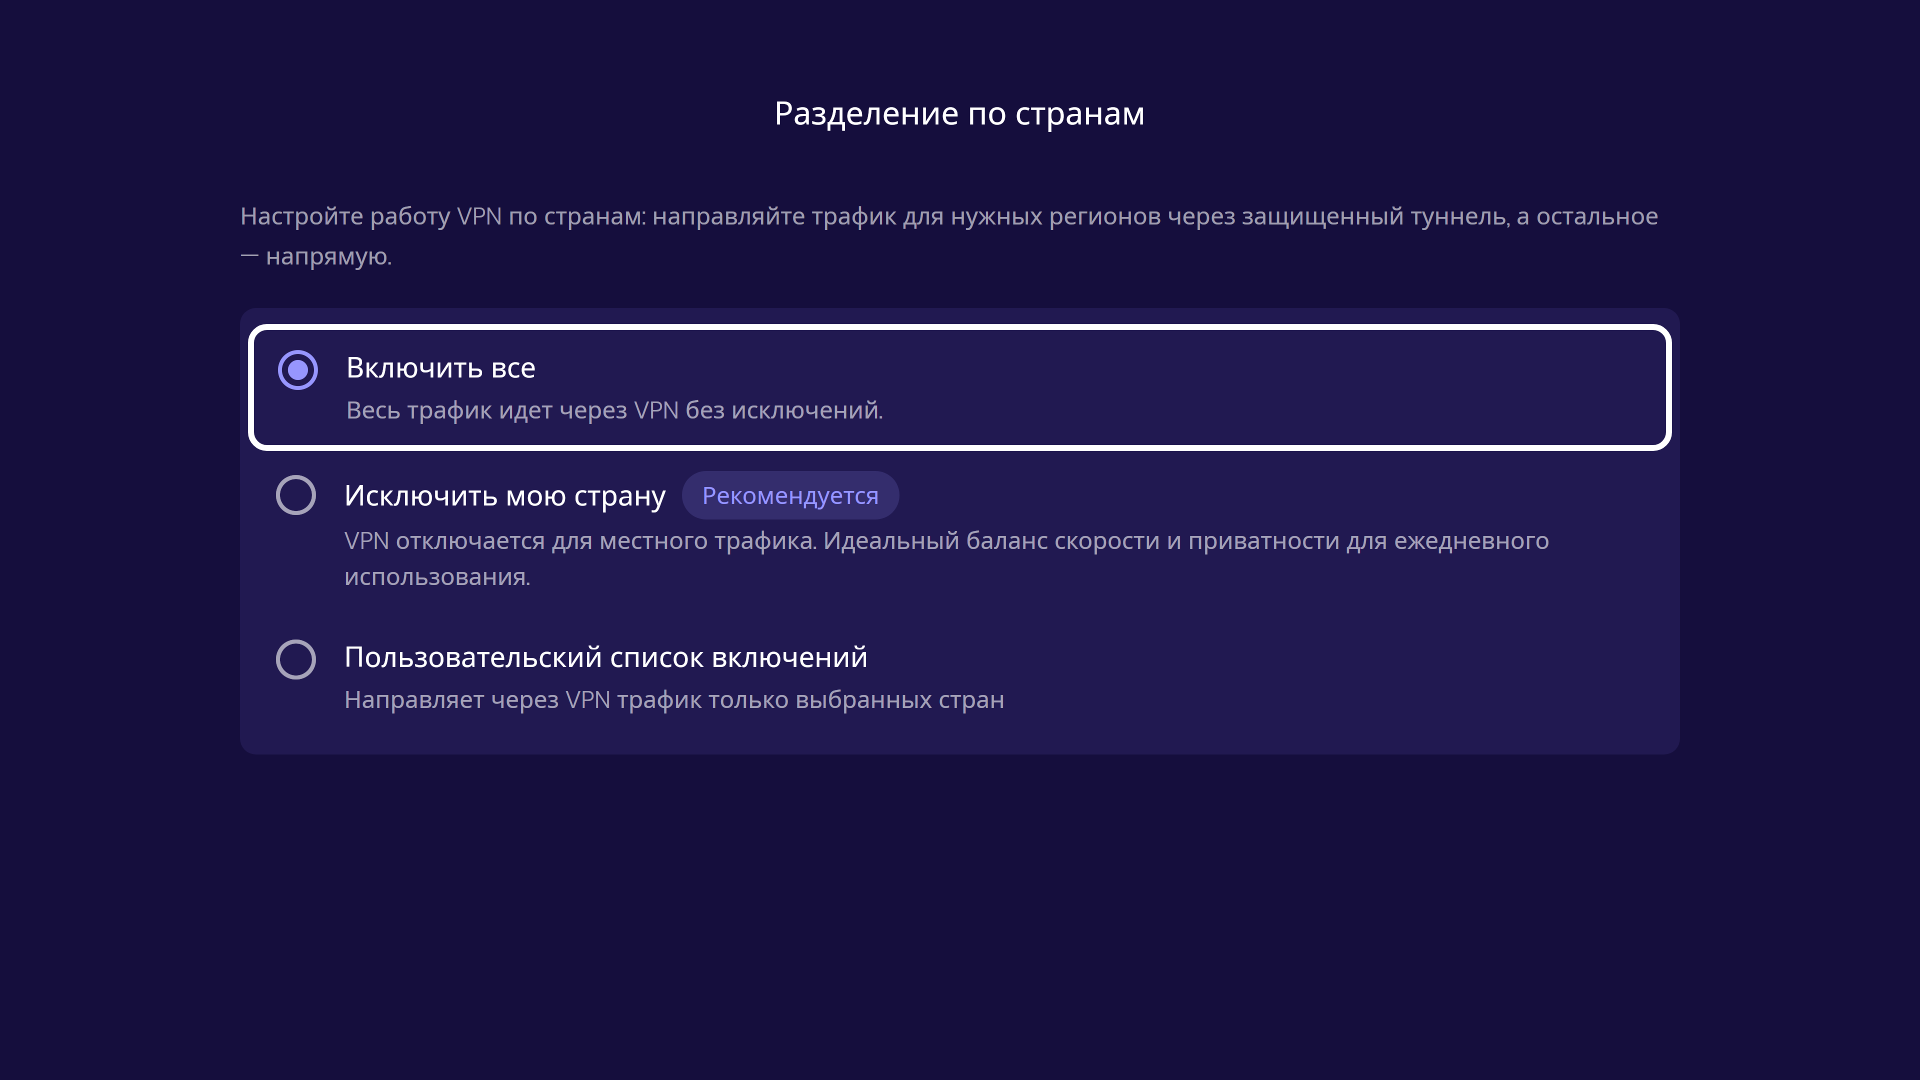 Разделение по странам
Настройте работу VPN по странам: направляйте трафик для нужных регионов через защищенный туннель, а остальное
— напрямую.
Включить все
Весь трафик идет через VPN без исключений.
Исключить мою страну Рекомендуется
VPN отключается для местного трафика. Идеальный баланс скорости и приватности для ежедневного
использования.
Пользовательский список включений
Направляет через VPN трафик только выбранных стран